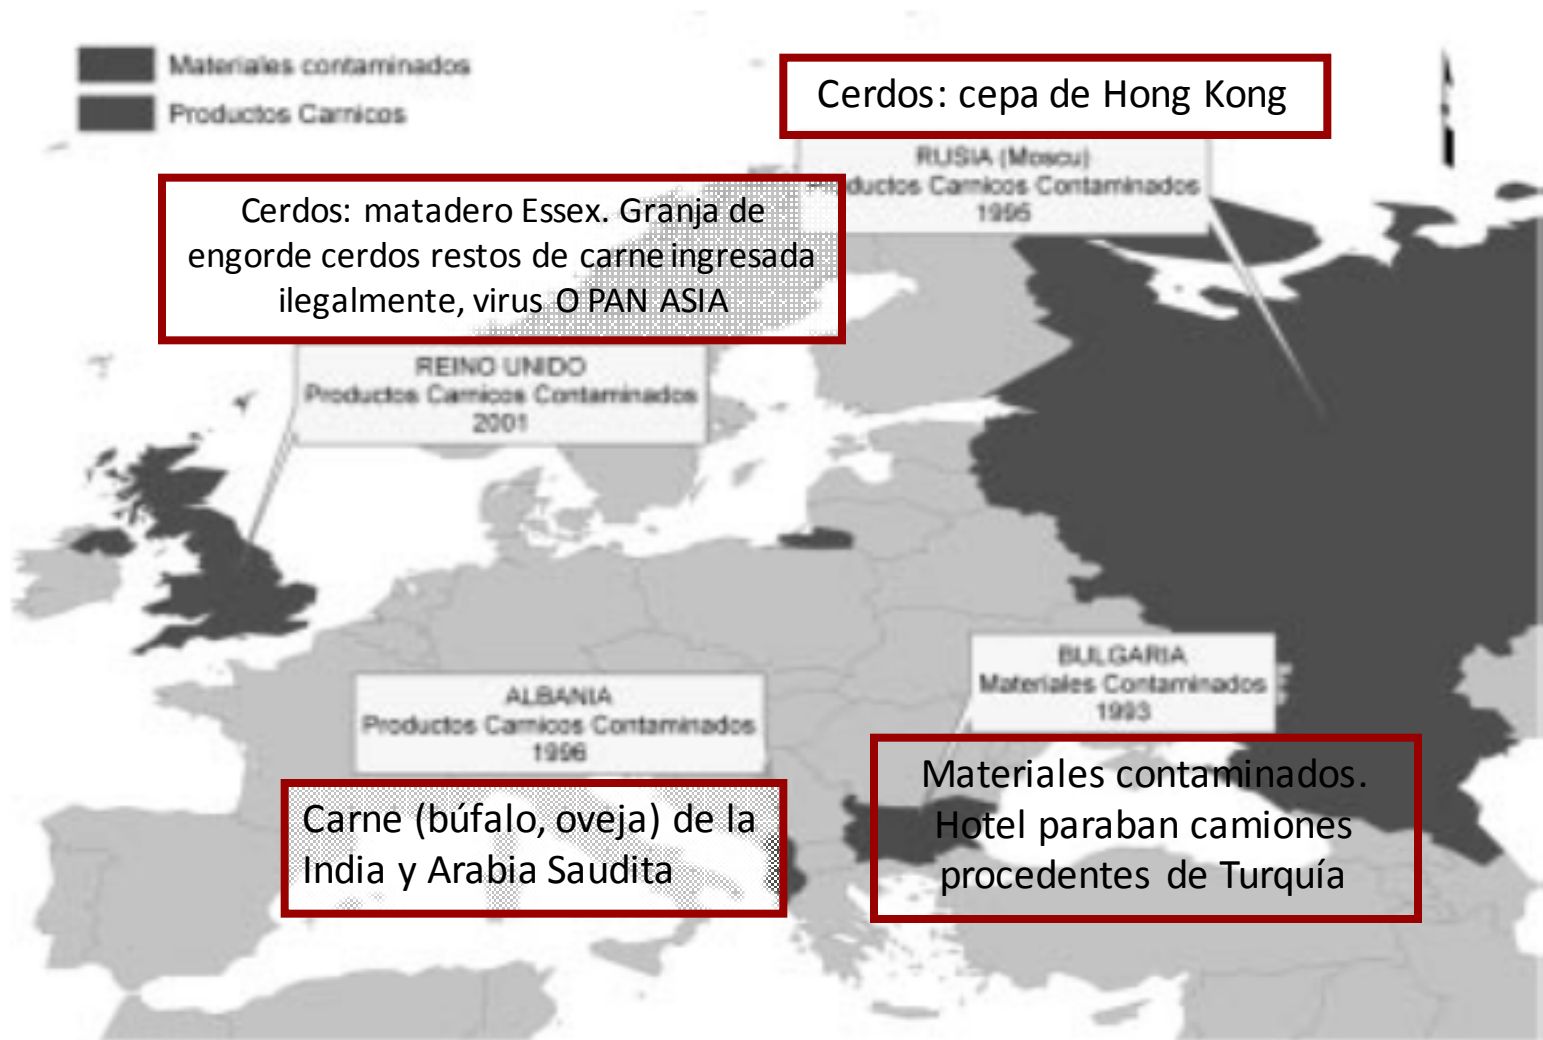 Materiales contaminados
Productos Carnicos
Cerdos: cepa de Hong Kong
RUSIA (Moscu)
ductos Carnicos Contaminados
1995
Cerdos: matadero Essex. Granja de
engorde cerdos restos de carne ingresada
ilegalmente, virus O PAN ASIA
REINO UNIDO
Productos Carnicos Contaminados
2001
BULGARIA
Materiales Contaminados
1993
ALBANIA
Productos Carnicos Contaminados
1996
Materiales contaminados.
Hotel paraban camiones
procedentes de Turquía
Carne (búfalo, oveja) de la
India y Arabia Saudita